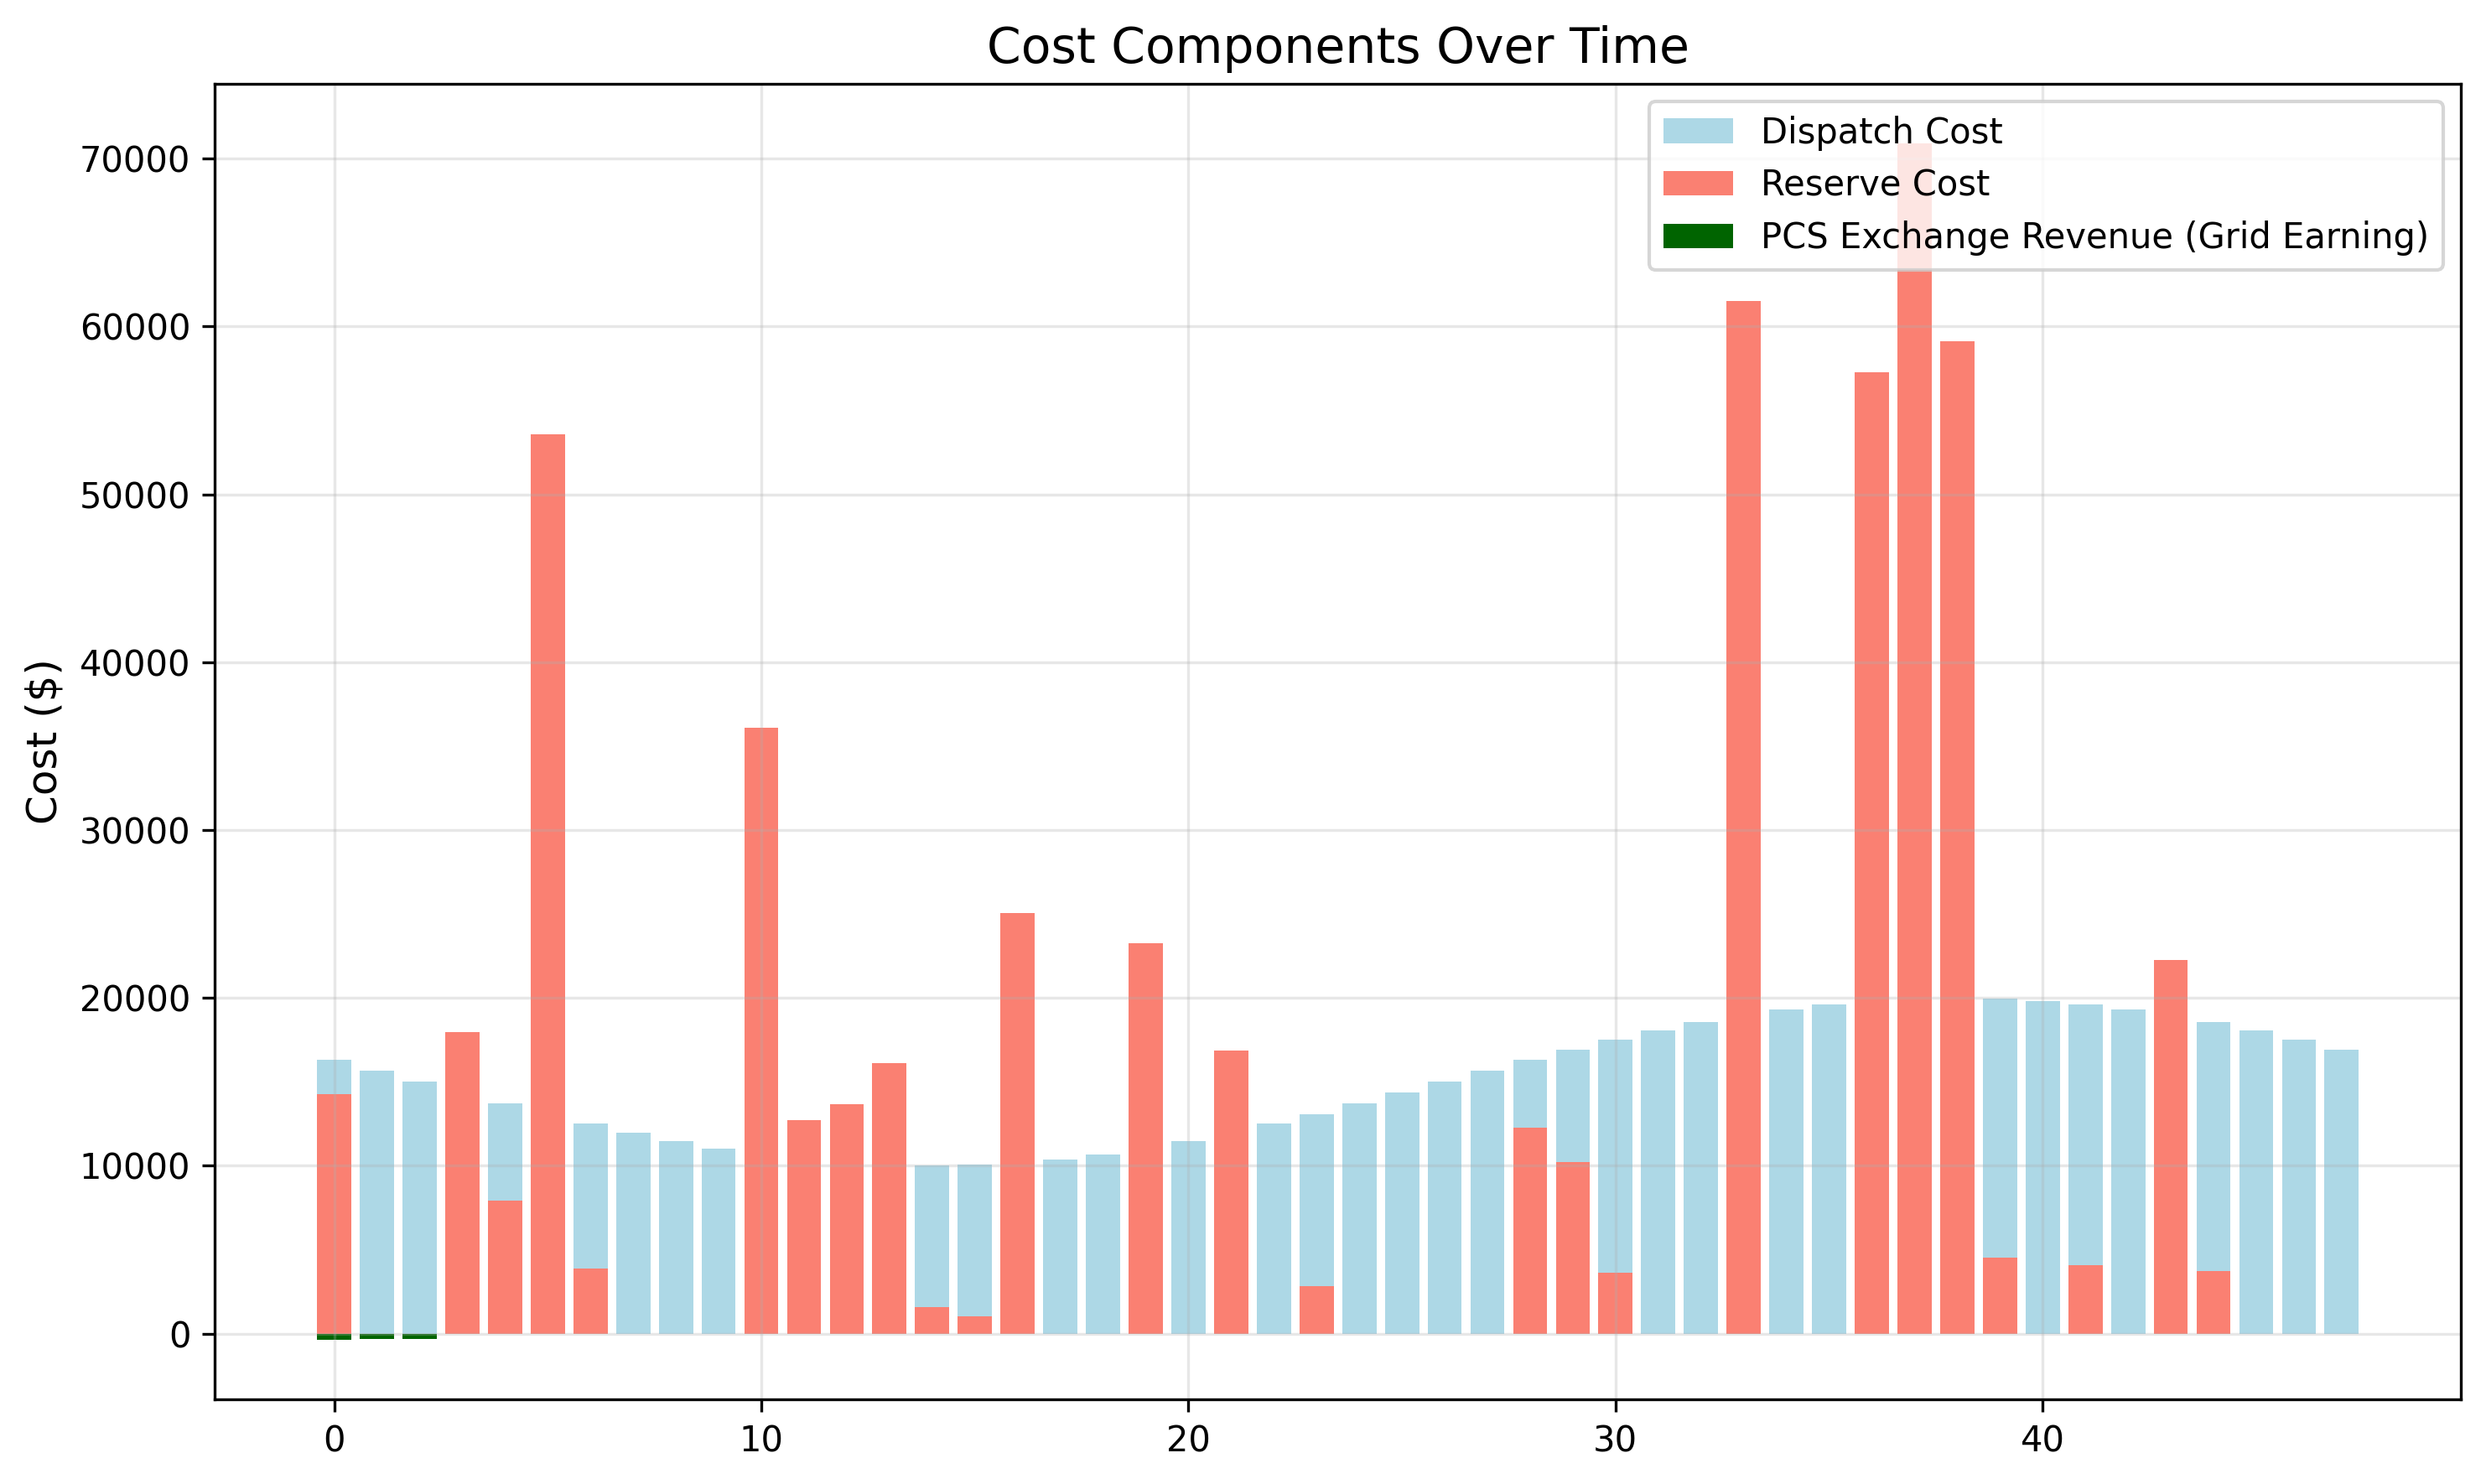 Cost Components Over Time
Dispatch Cost
Reserve Cost
PCS Exchange Revenue (Grid Earning)
Cost ($)
70000
60000
50000
40000
30000
20000
10000
0
0 10 20 30 40